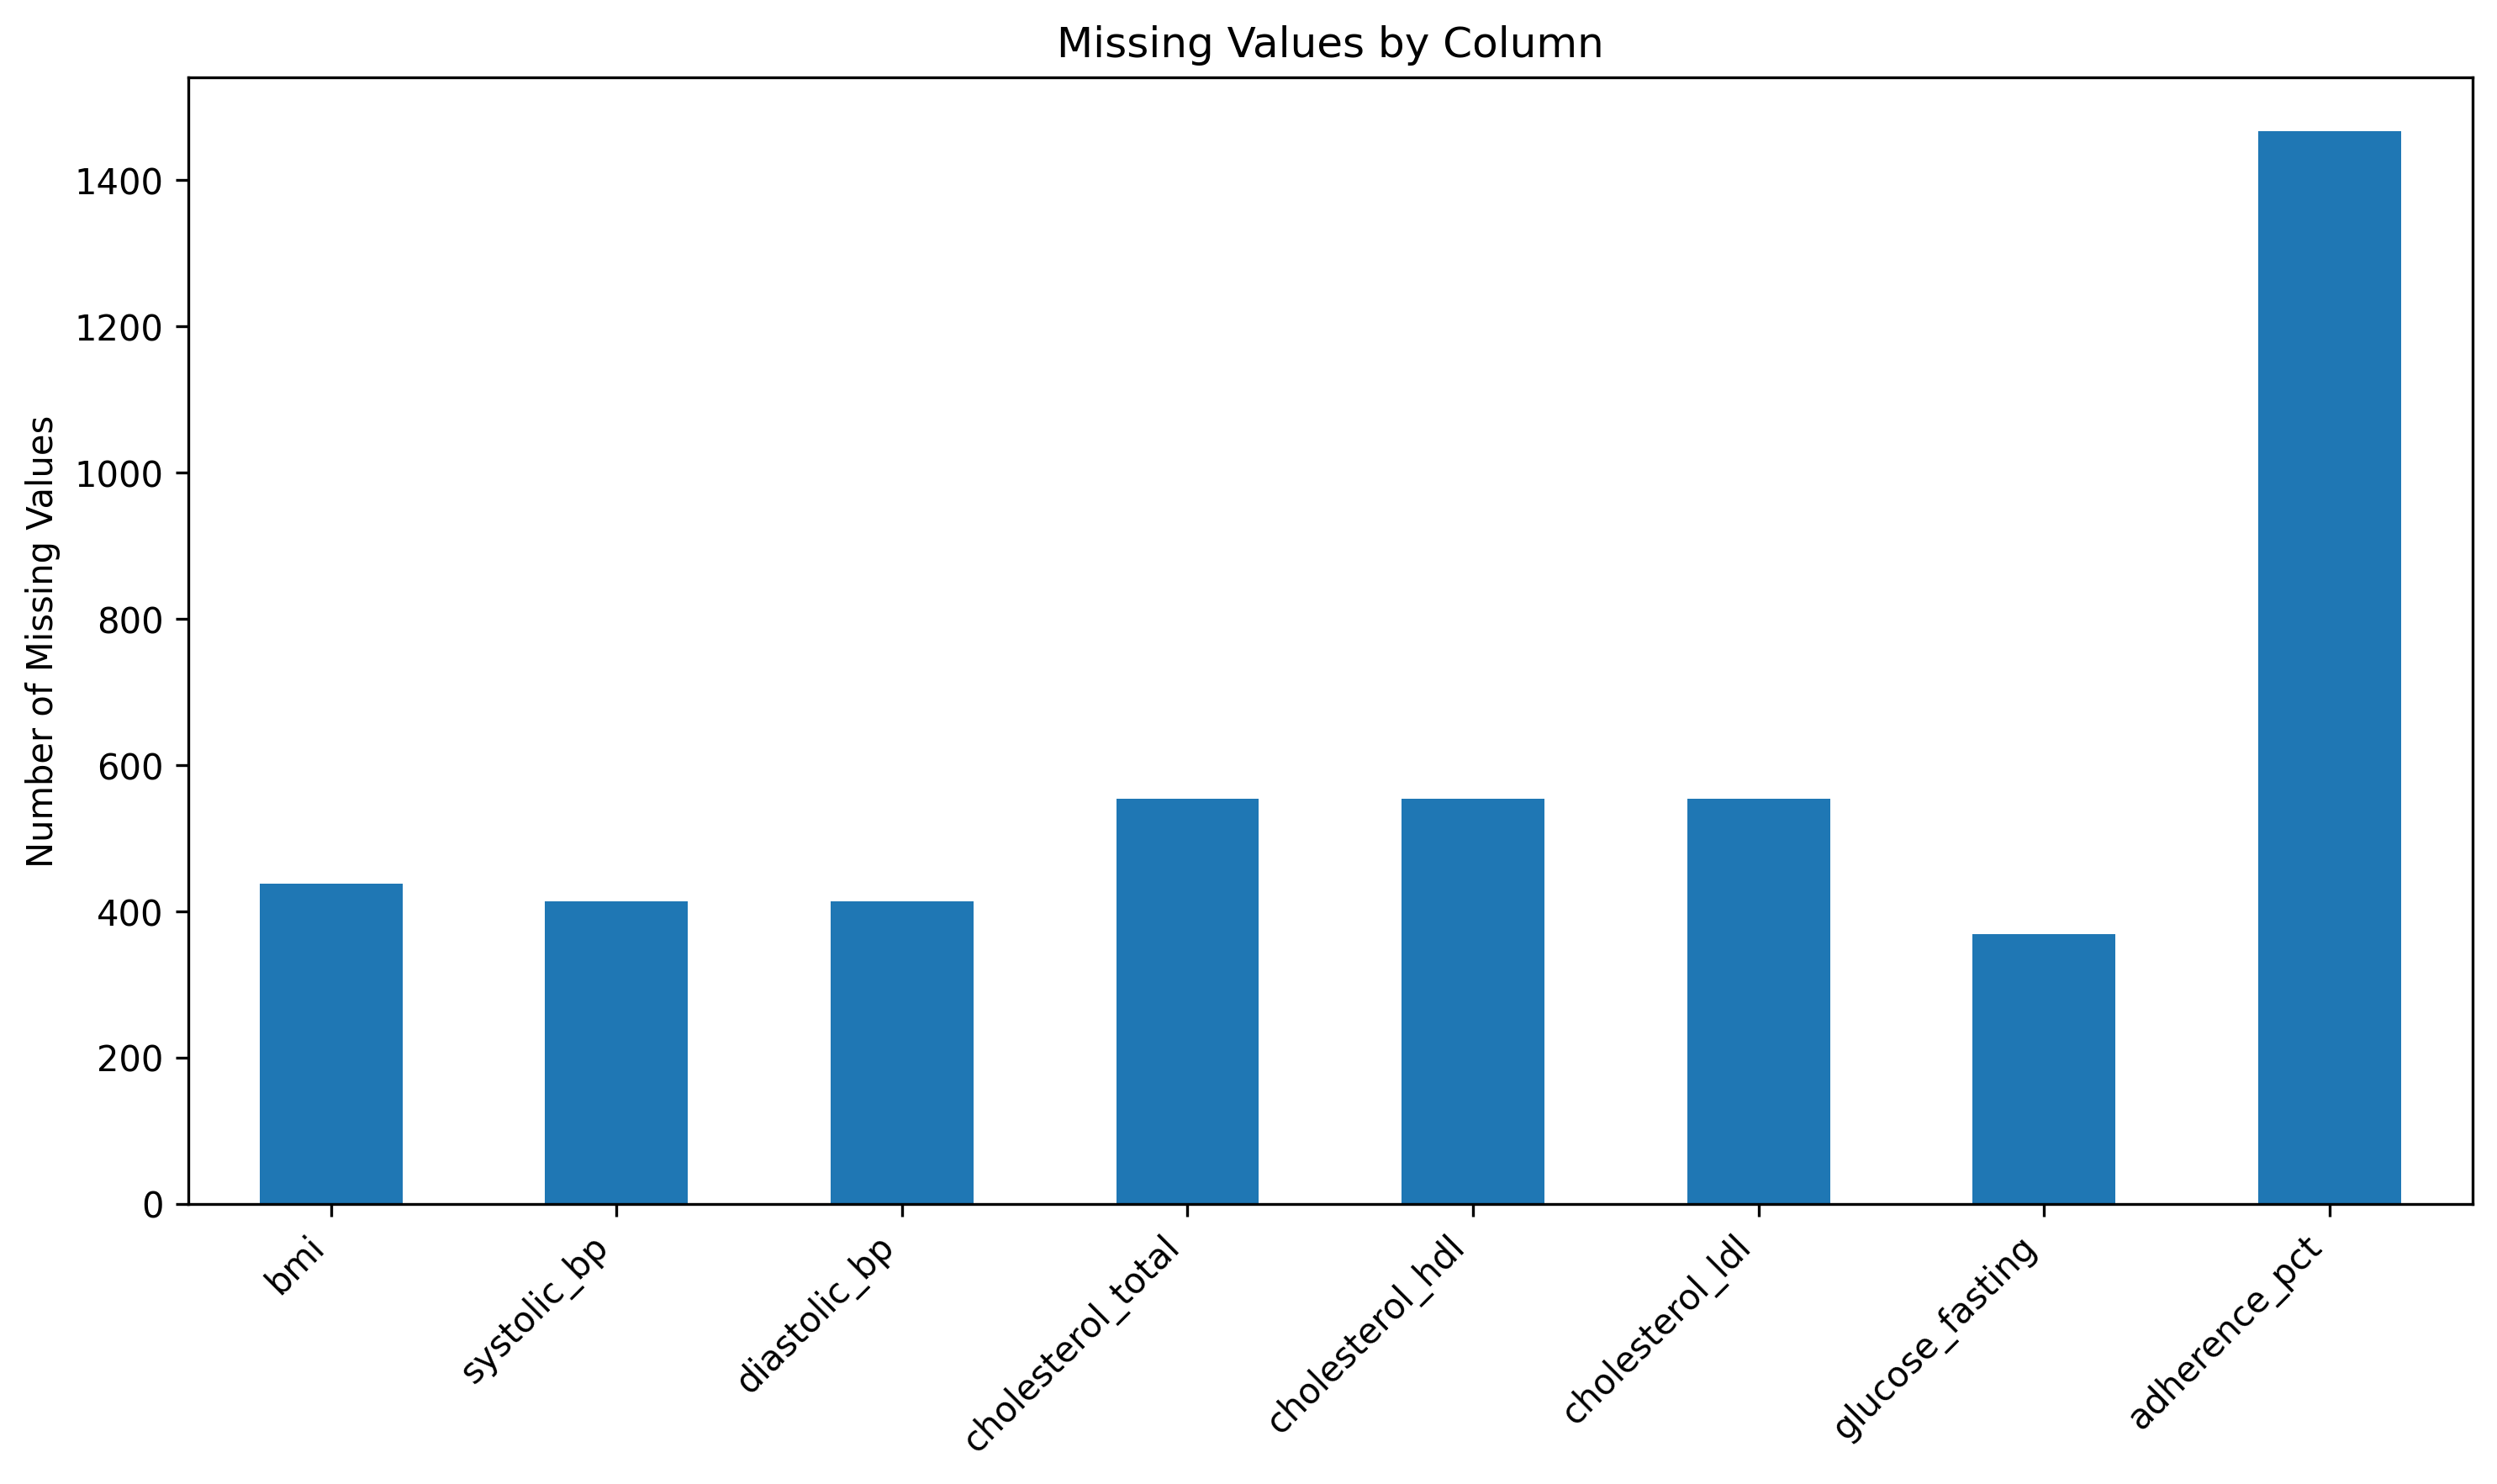 Missing Values by Column
Number of Missing Values
1400
1200
1000
800
600
400
200
0
bmi
systolic_bp
diastolic_bp
cholesterol_total
cholesterol_hdl
cholesterol_ldl
glucose_fasting
adherence_pct